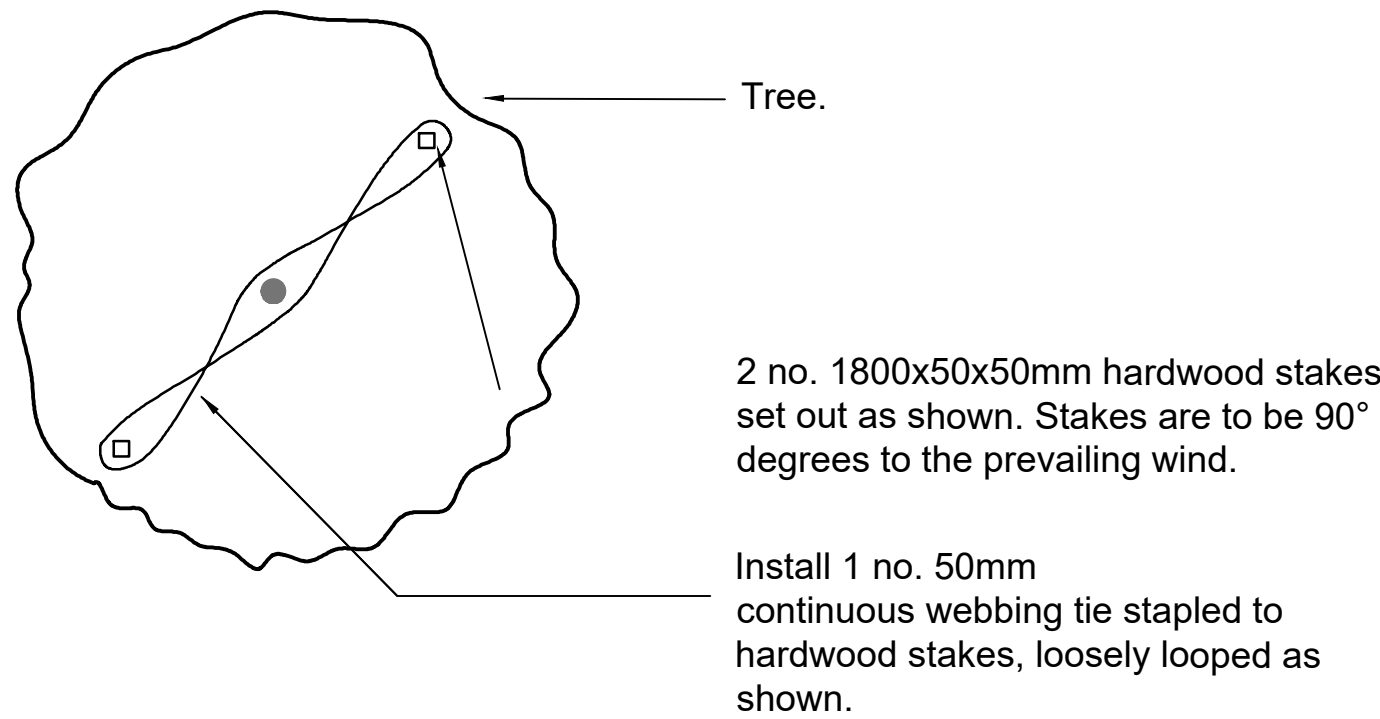 Tree.
2 no. 1800x50x50mm hardwood stakes
set out as shown. Stakes are to be 90°
degrees to the prevailing wind.
Install 1 no. 50mm
continuous webbing tie stapled to
hardwood stakes, loosely looped as
shown.